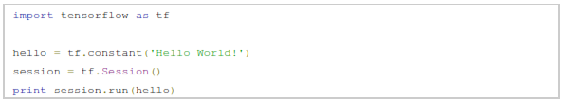 import tensorflow as tf
hello = tf.constant('Hello World!')
session = tf.Session()
print session.run(hello)